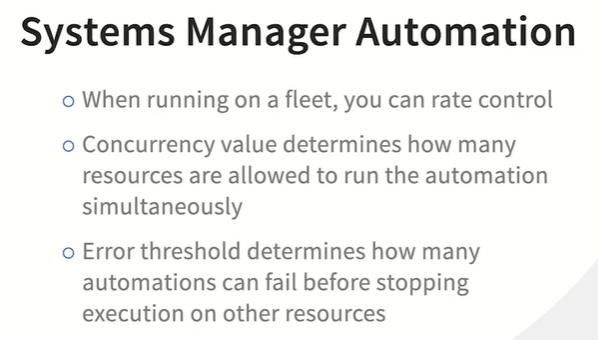 Systems Manager Automation
○ When running on a fleet, you can rate control
○ Concurrency value determines how many
resources are allowed to run the automation
simultaneously
○ Error threshold determines how many
automations can fail before stopping
execution on other resources